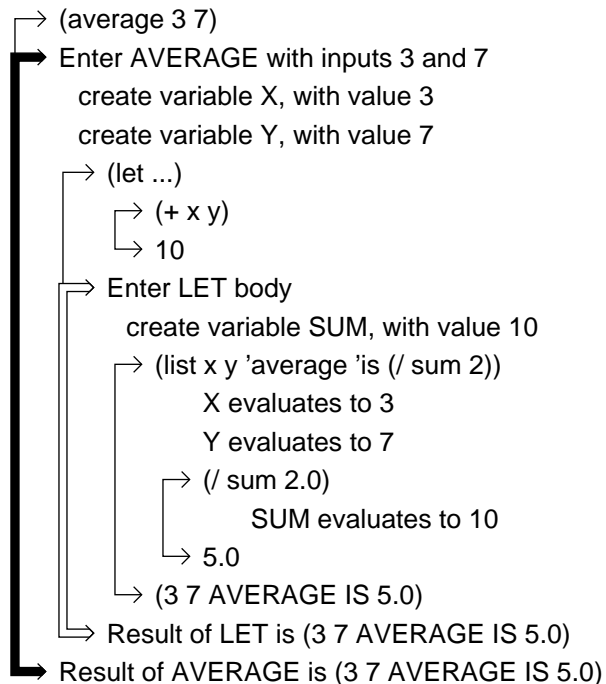 (average 3 7)
Enter AVERAGE with inputs 3 and 7
create variable X, with value 3
create variable Y, with value 7
(let ...)
(+ x y)
10
Enter LET body
create variable SUM, with value 10
(list x y ’average ’is (/ sum 2))
X evaluates to 3
Y evaluates to 7
(/ sum 2.0)
SUM evaluates to 10
5.0
(3 7 AVERAGE IS 5.0)
Result of LET is (3 7 AVERAGE IS 5.0)
Result of AVERAGE is (3 7 AVERAGE IS 5.0)